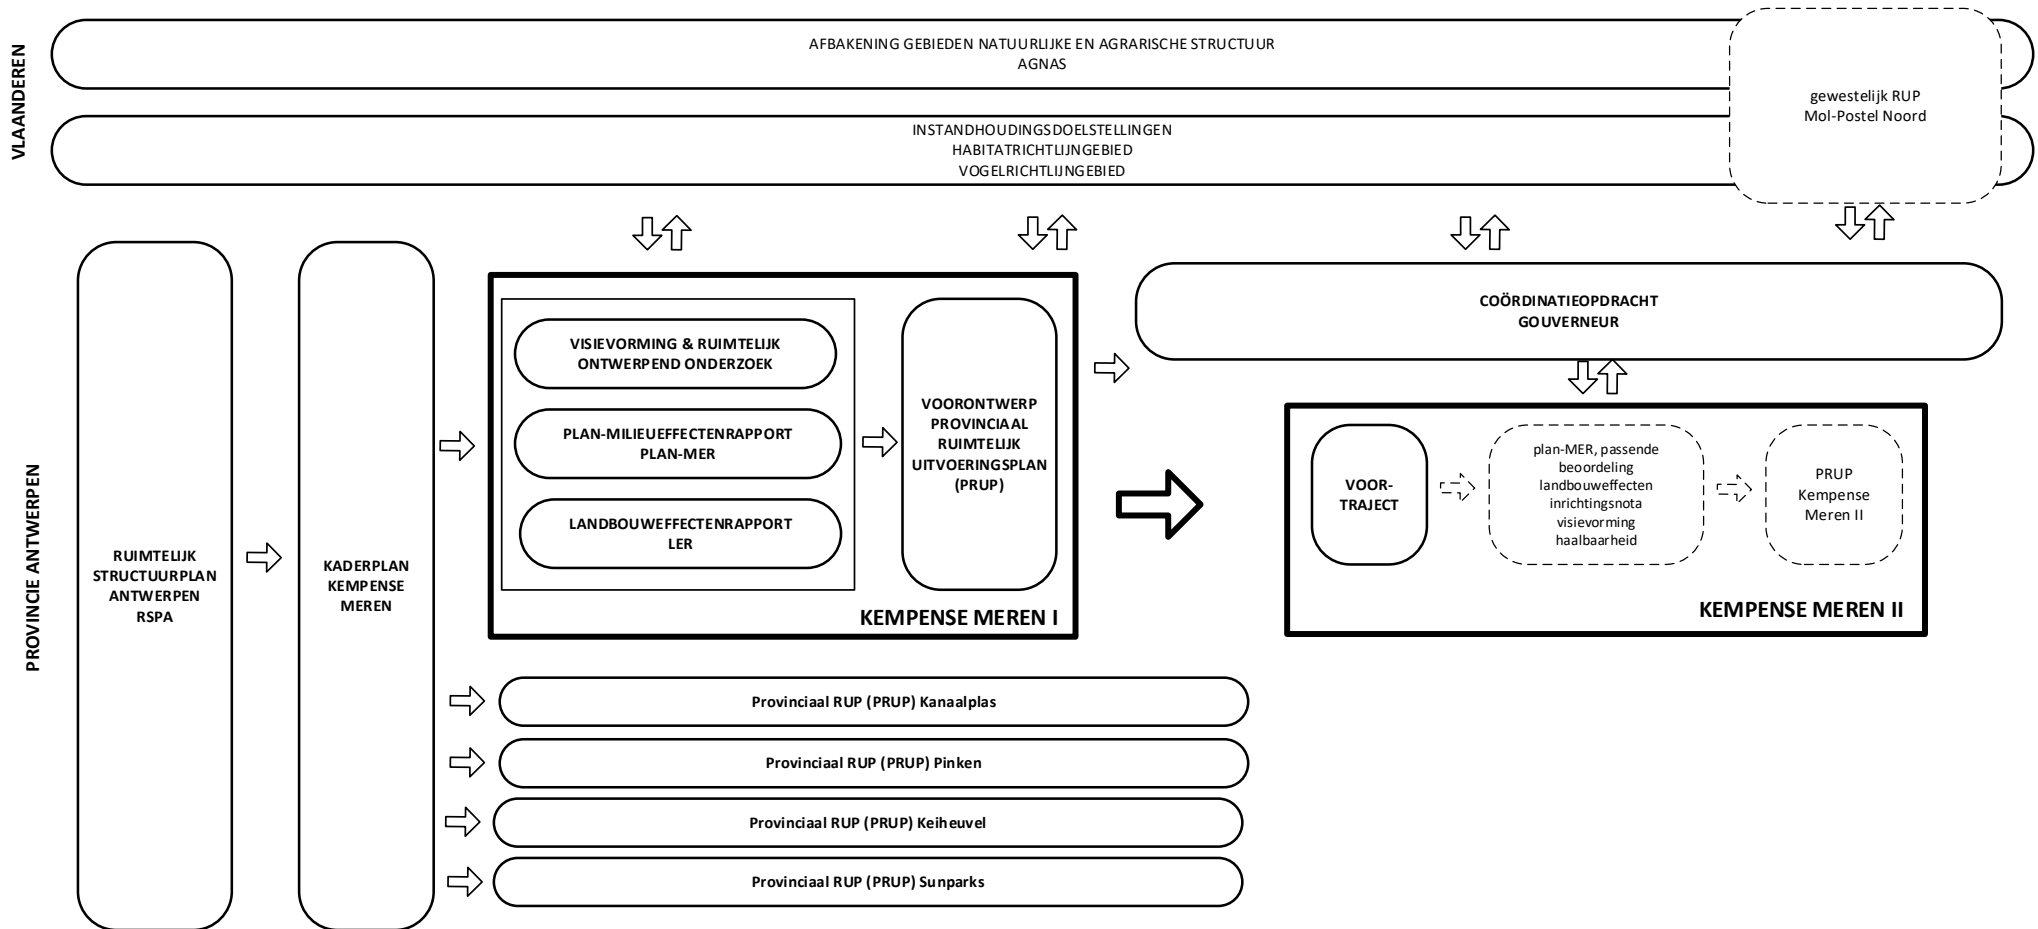 VLAANDEREN
AFBAKENING GEBIEDEN NATUURLIJKE EN AGRARISCHE STRUCTUUR
AGNAS
INSTANDHOUDINGSDOELSTELLINGEN
HABITATRICHTLIJNGEBIED
VOGELRICHTLIJNGEBIED
gewestelijk RUP
Mol-Postel Noord
PROVINCIE ANTWERPEN
RUIMTELIJK
STRUCTUURPLAN
ANTWERPEN
RSPA
KADERPLAN
KEMPENSE
MEREN
VISIEVORMING & RUIMTELIJK
ONTWERPEND ONDERZOEK
PLAN-MILIEUEFFECTENRAPPORT
PLAN-MER
LANDBOUWEFFECTENRAPPORT
LER
VOORONTWERP
PROVINCIAAL
RUIMTELIJK
UITVOERINGSPLAN
(PRUP)
KEMPENSE MEREN I
COÖRDINATIEOPDRACHT
GOUVERNEUR
VOOR-
TRAJECT
plan-MER, passende
beoordeling
landbouweffecten
inrichtingsnota
visievorming
haalbaarheid
PRUP
Kempense
Meren II
KEMPENSE MEREN II
Provinciaal RUP (PRUP) Kanaalplas
Provinciaal RUP (PRUP) Pinken
Provinciaal RUP (PRUP) Keiheuvel
Provinciaal RUP (PRUP) Sunparks